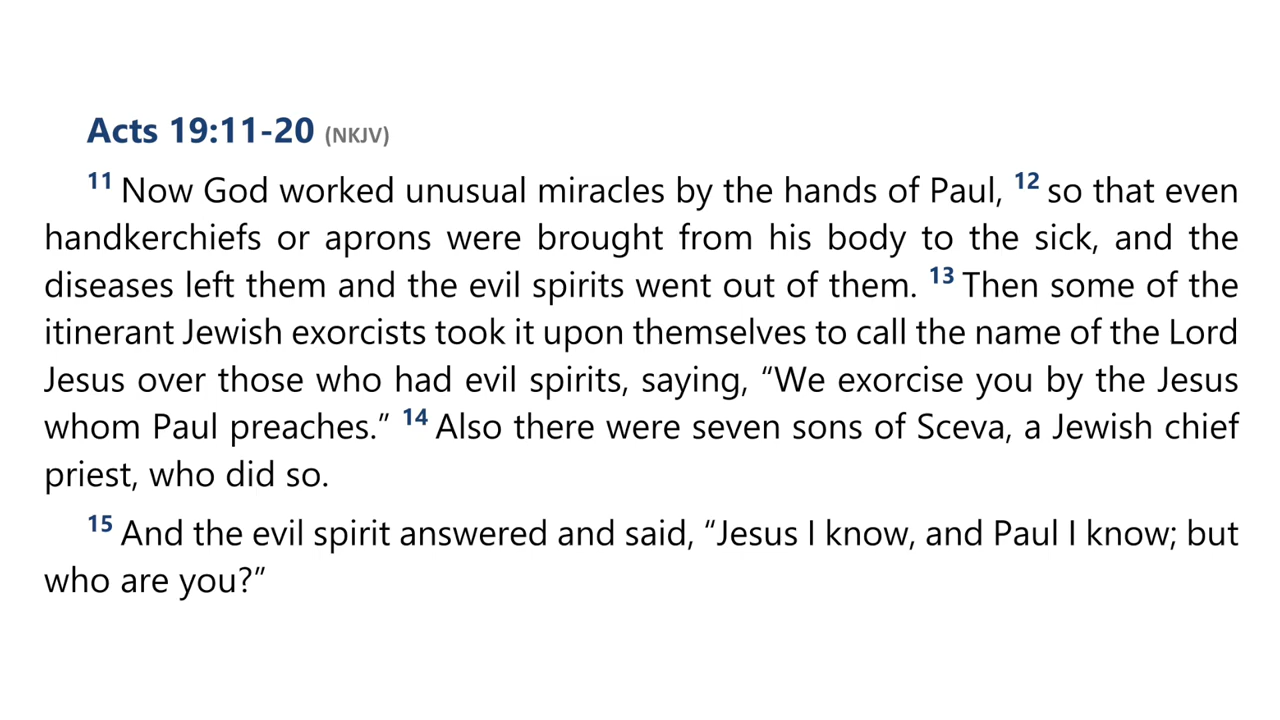 Acts 19:11-20 (NKJV)
11 Now God worked unusual miracles by the hands of Paul, 12 so that even
handkerchiefs or aprons were brought from his body to the sick, and the
diseases left them and the evil spirits went out of them. 13 Then some of the
itinerant Jewish exorcists took it upon themselves to call the name of the Lord
Jesus over those who had evil spirits, saying, “We exorcise you by the Jesus
whom Paul preaches.” 14 Also there were seven sons of Sceva, a Jewish chief
priest, who did so.
15 And the evil spirit answered and said, “Jesus I know, and Paul I know; but
who are you?”